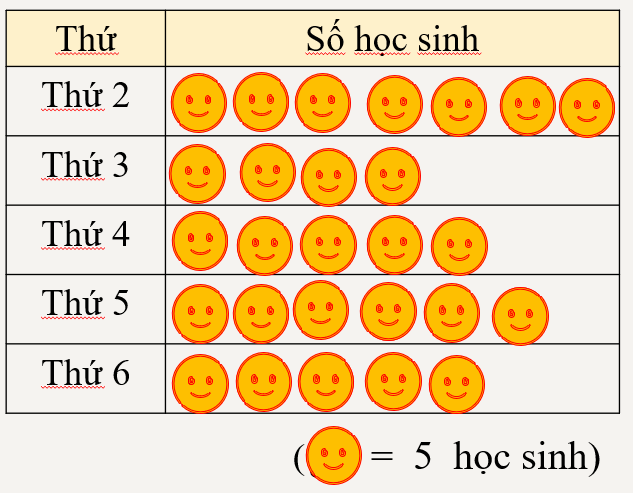 Thứ Số học sinh
Thứ 2
Thứ 3
Thứ 4
Thứ 5
Thứ 6
( = 5 học sinh)